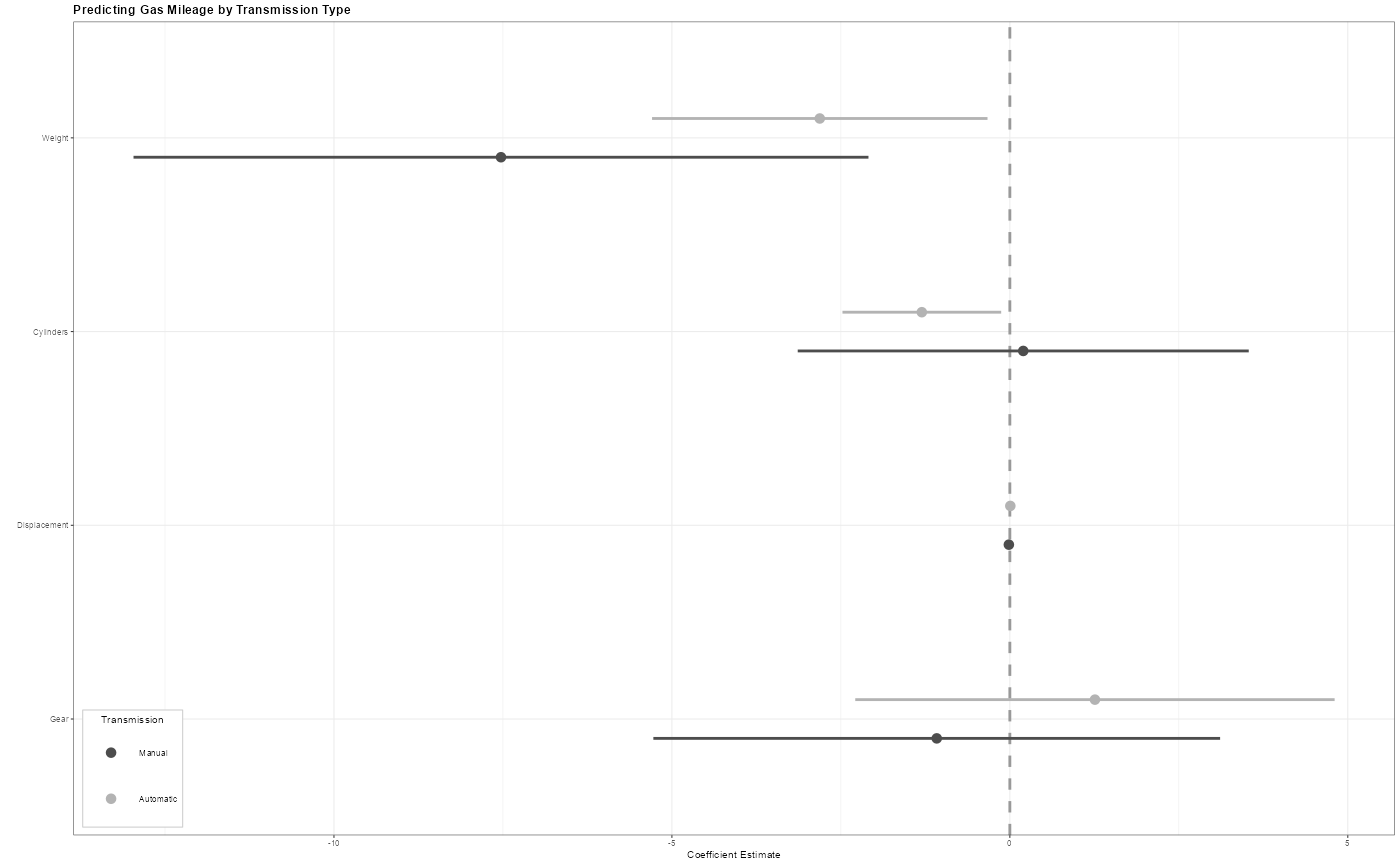 Predicting Gas Mileage by Transmission Type
Weight
Cylinders
Displacement
Gear
Transmission
Manual
Automatic
-10
-5
0
5
Coefficient Estimate